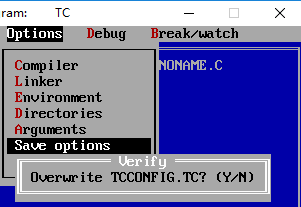 ram: TC
Options Debug Break/watch
Compiler
NONAME.C
Linker
Environment
Directories
Arguments
Save options
Verify
Overwrite TCCONFIG.TC? (Y/N)